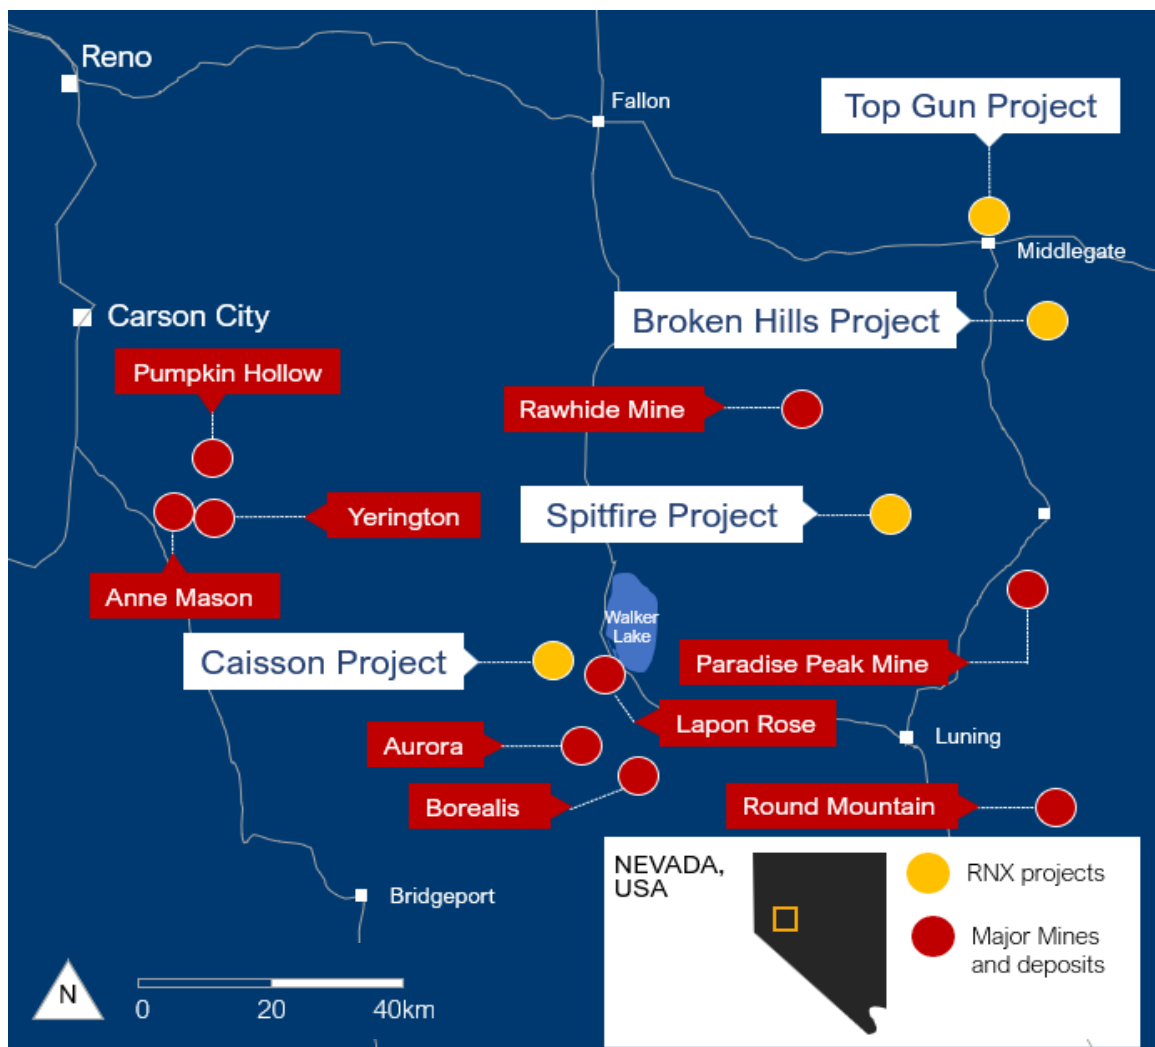 Reno
Fallon
Top Gun Project
Middlegate
Carson City
Broken Hills Project
Pumpkin Hollow
Rawhide Mine
Yerington
Spitfire Project
Anne Mason
Walker
Lake
Caisson Project
Paradise Peak Mine
Lapon Rose
Aurora
Luning
Borealis
Round Mountain
Bridgeport
NEVADA,
USA
RNX projects
Major Mines
and deposits
N
0 20 40km